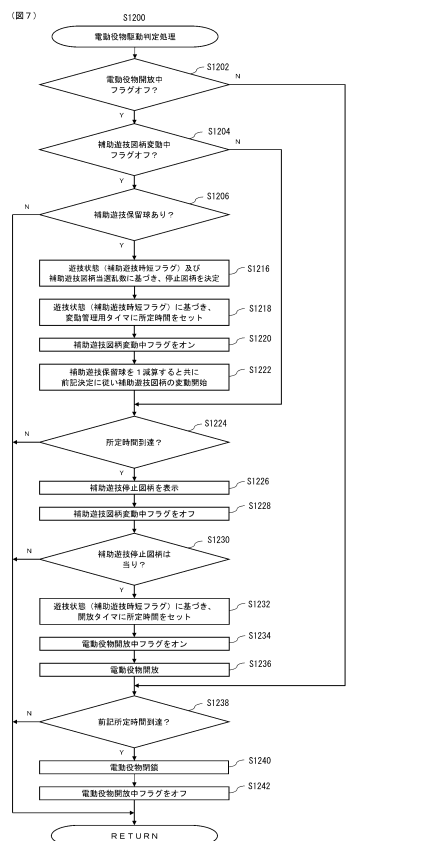 （図７）
S1200
電動役物駆動判定処理
S1202
電動役物開放中
フラグオフ？
N
Y
S1204
補助遊技図柄変動中
フラグオフ？
N
Y
S1206
補助遊技保留球あり？
N
Y
遊技状態（補助遊技時短フラグ）及び
補助遊技図柄当選乱数に基づき、停止図柄を決定
S1216
遊技状態（補助遊技時短フラグ）に基づき、
変動管理用タイマに所定時間をセット
S1218
補助遊技図柄変動中フラグをオン
S1220
補助遊技保留球を１減算すると共に
前記決定に従い補助遊技図柄の変動開始
S1222
S1224
所定時間到達？
N
Y
補助遊技停止図柄を表示
S1226
補助遊技図柄変動中フラグをオフ
S1228
S1230
補助遊技停止図柄は
当り？
N
Y
遊技状態（補助遊技時短フラグ）に基づき、
開放タイマに所定時間をセット
S1232
電動役物開放中フラグをオン
S1234
電動役物開放
S1236
S1238
前記所定時間到達？
N
Y
電動役物閉鎖
S1240
電動役物開放中フラグをオフ
S1242
ＲＥＴＵＲＮ